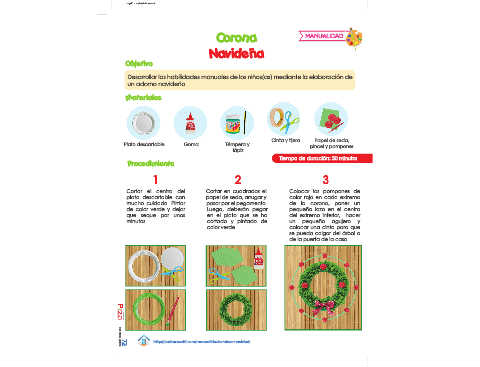 Corona
Navideña
MANUALIDAD
Objetivo
Desarrollar las habilidades manuales de los niños(as) mediante la elaboración de
un adorno navideño
Materiales
Plato descartable
Goma
Témpera y
lápiz
Cinta y tijera
Papel de seda,
pincel y pompones
Tiempo de duración: 50 minutos
Procedimiento
1
Cortar el centro del
plato descartable con
mucho cuidado. Pintar
de color verde y dejar
que seque por unos
minutos
2
Cortar en cuadrados el
papel de seda, arrugar y
pasar por el pegamento.
Luego, deberán pegar
en el plato que se ha
cortado y pintado de
color verde
3
Colocar los pompones de
color rojo en cada extremo
de la corona, poner un
pequeño lazo en el centro
del extremo inferior, hacer
un pequeño agujero y
colocar una cinta para que
se pueda colgar del árbol o
de la puerta de la casa